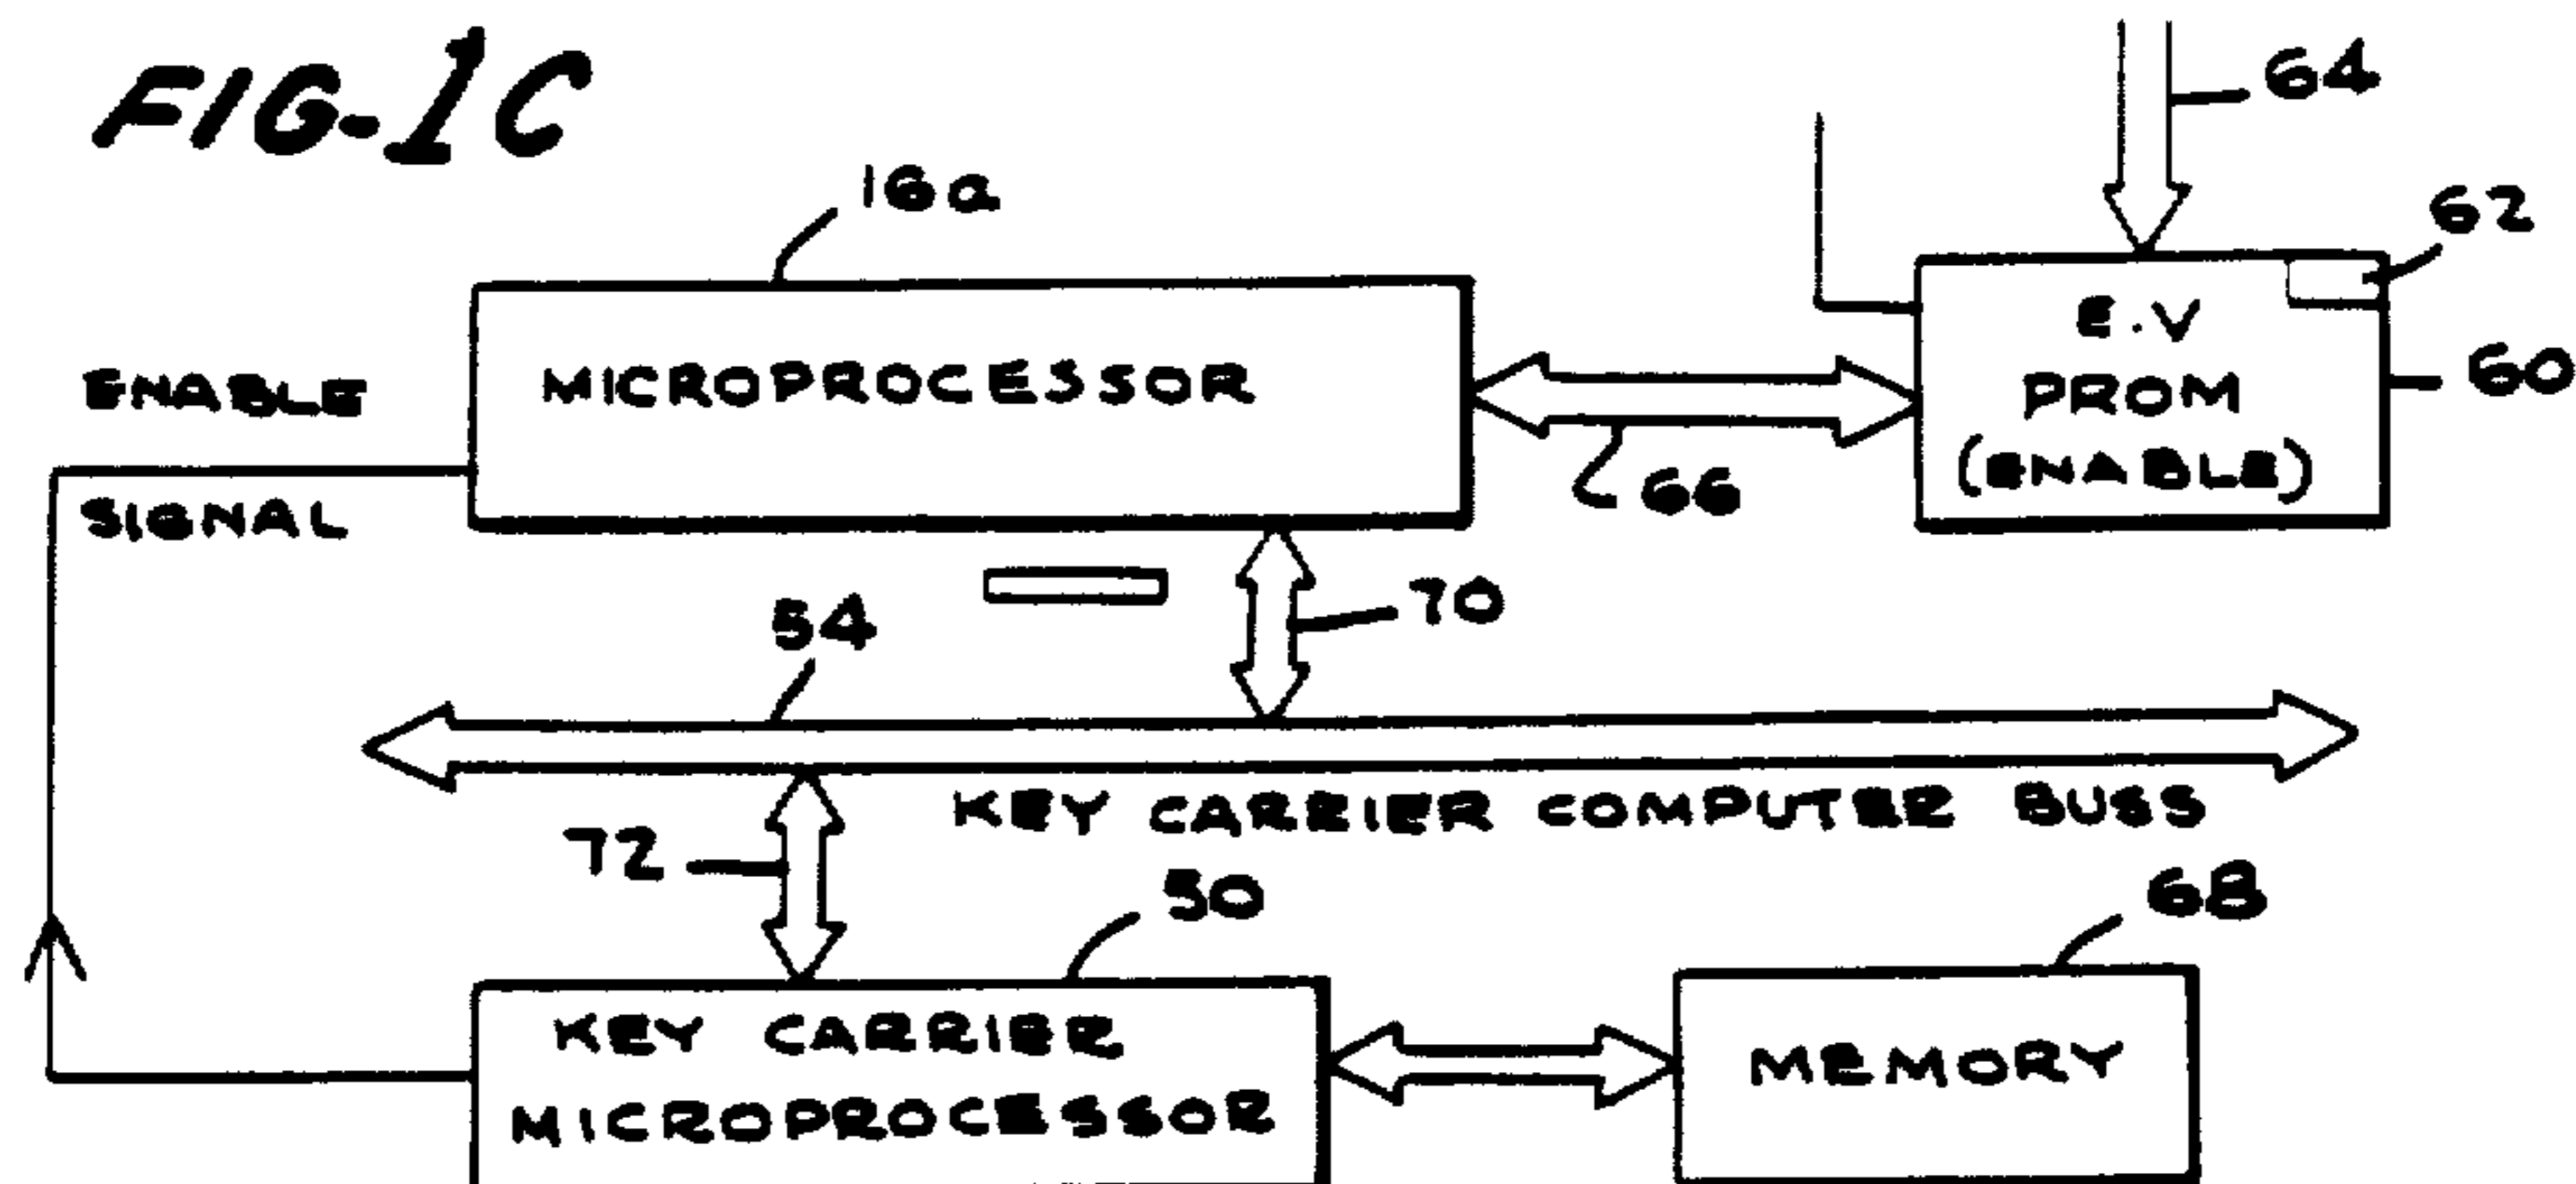 FIG-1C
64
16a
62
E.V
PROM
(ENABLE)
60
MICROPROCESSOR
ENABLE
SIGNAL
66
70
54
KEY CARRIER COMPUTER BUSS
72
50
68
KEY CARRIER
MICROPROCESSOR
MEMORY